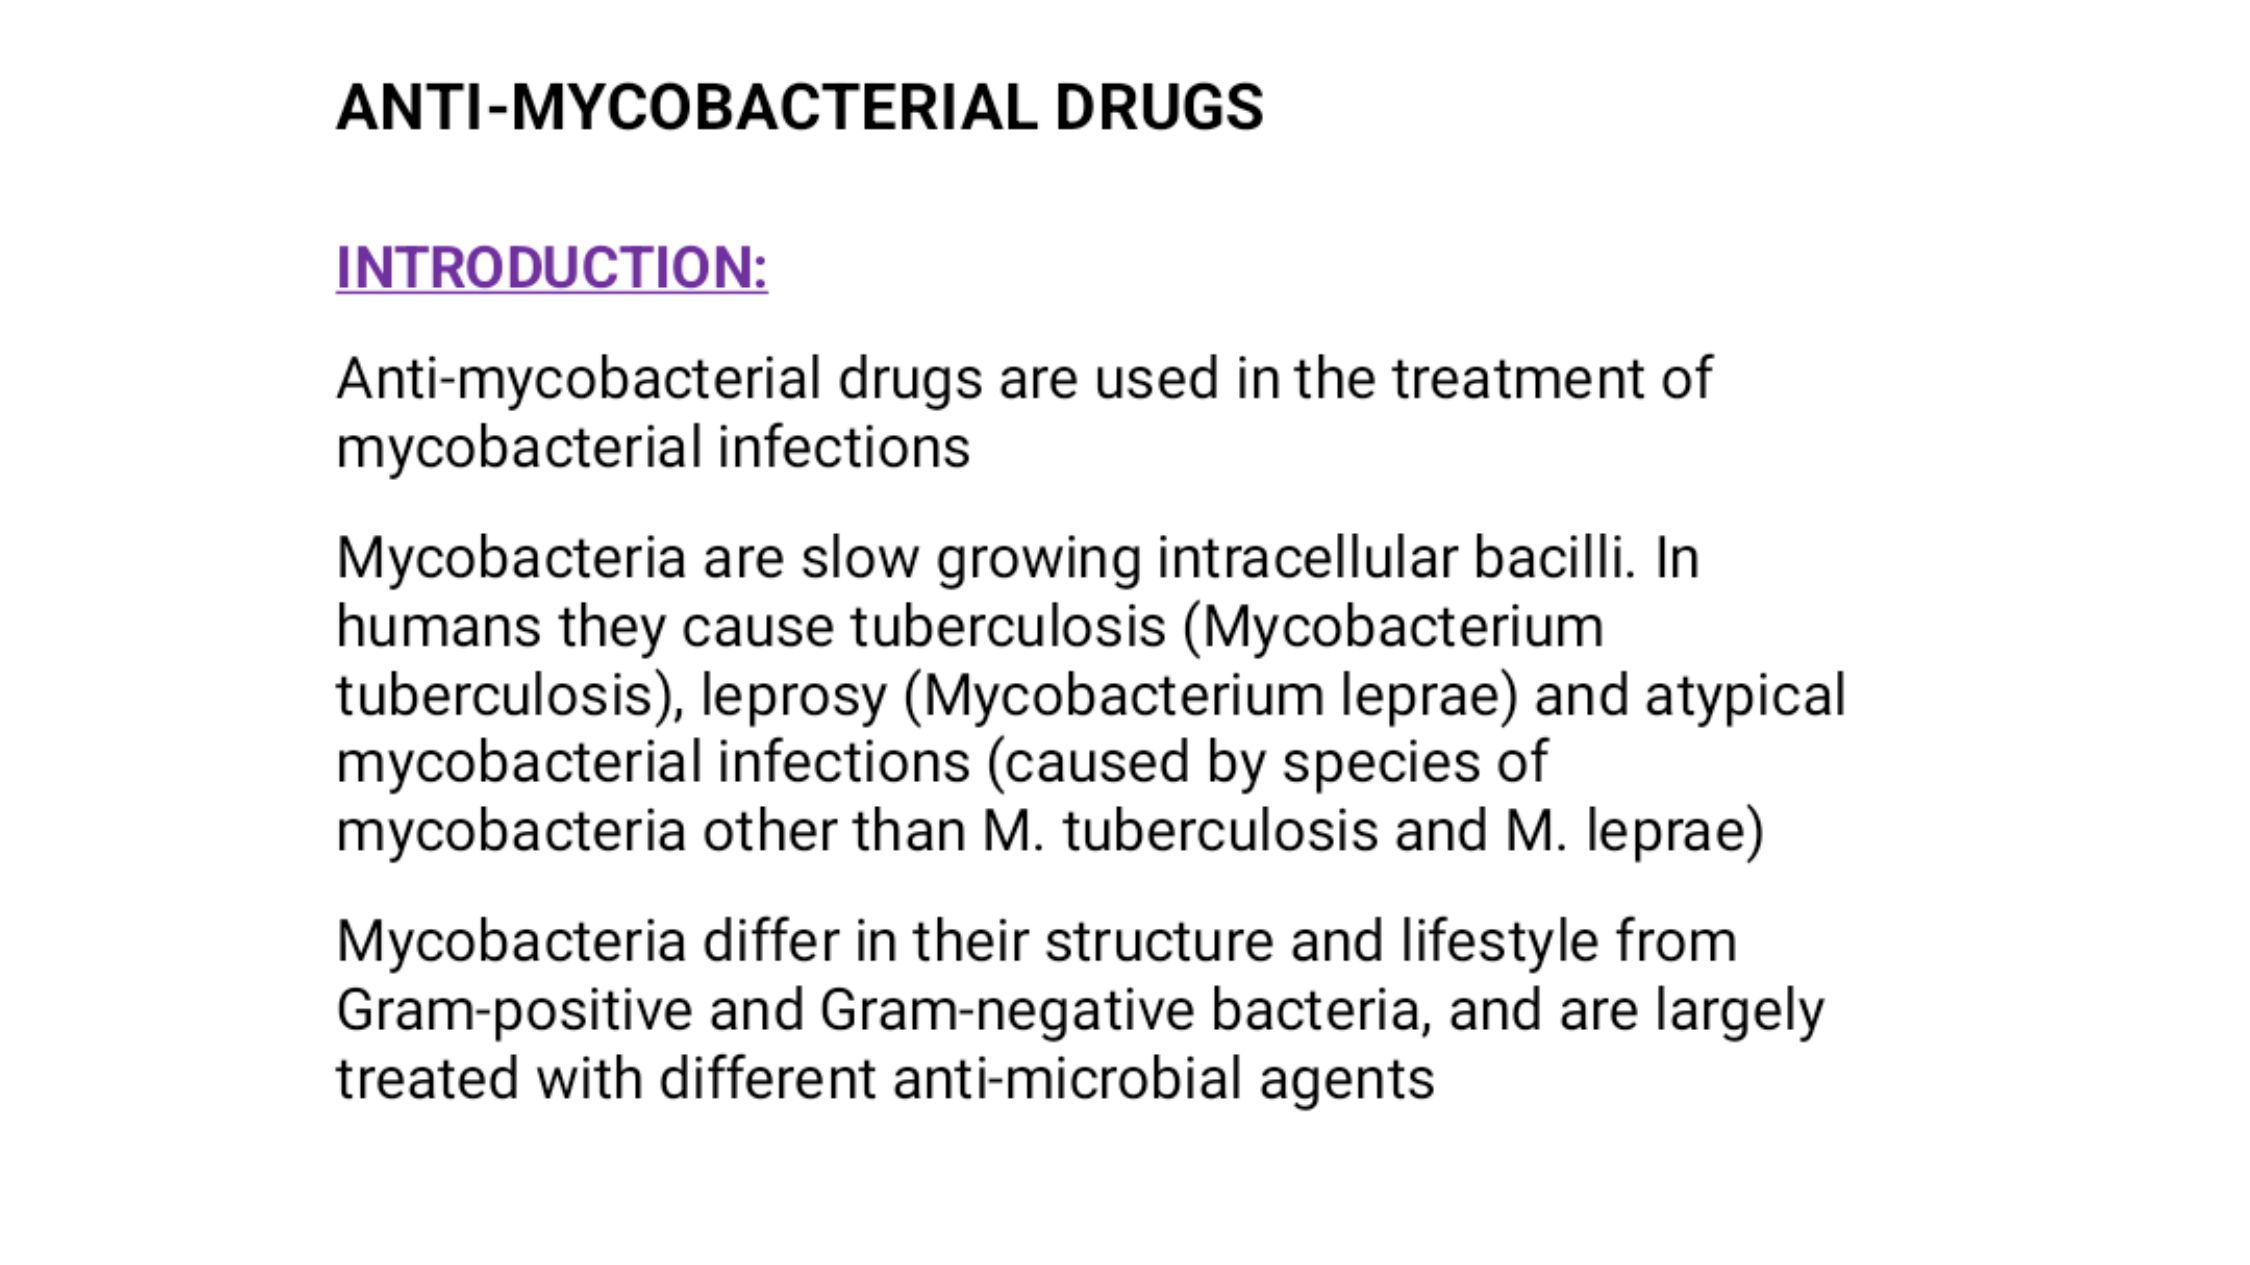 ANTI-MYCOBACTERIAL DRUGS
INTRODUCTION:
Anti-mycobacterial drugs are used in the treatment of
mycobacterial infections
Mycobacteria are slow growing intracellular bacilli. In
humans they cause tuberculosis (Mycobacterium
tuberculosis), leprosy (Mycobacterium leprae) and atypical
mycobacterial infections (caused by species of
mycobacteria other than M. tuberculosis and M. leprae)
Mycobacteria differ in their structure and lifestyle from
Gram-positive and Gram-negative bacteria, and are largely
treated with different anti-microbial agents